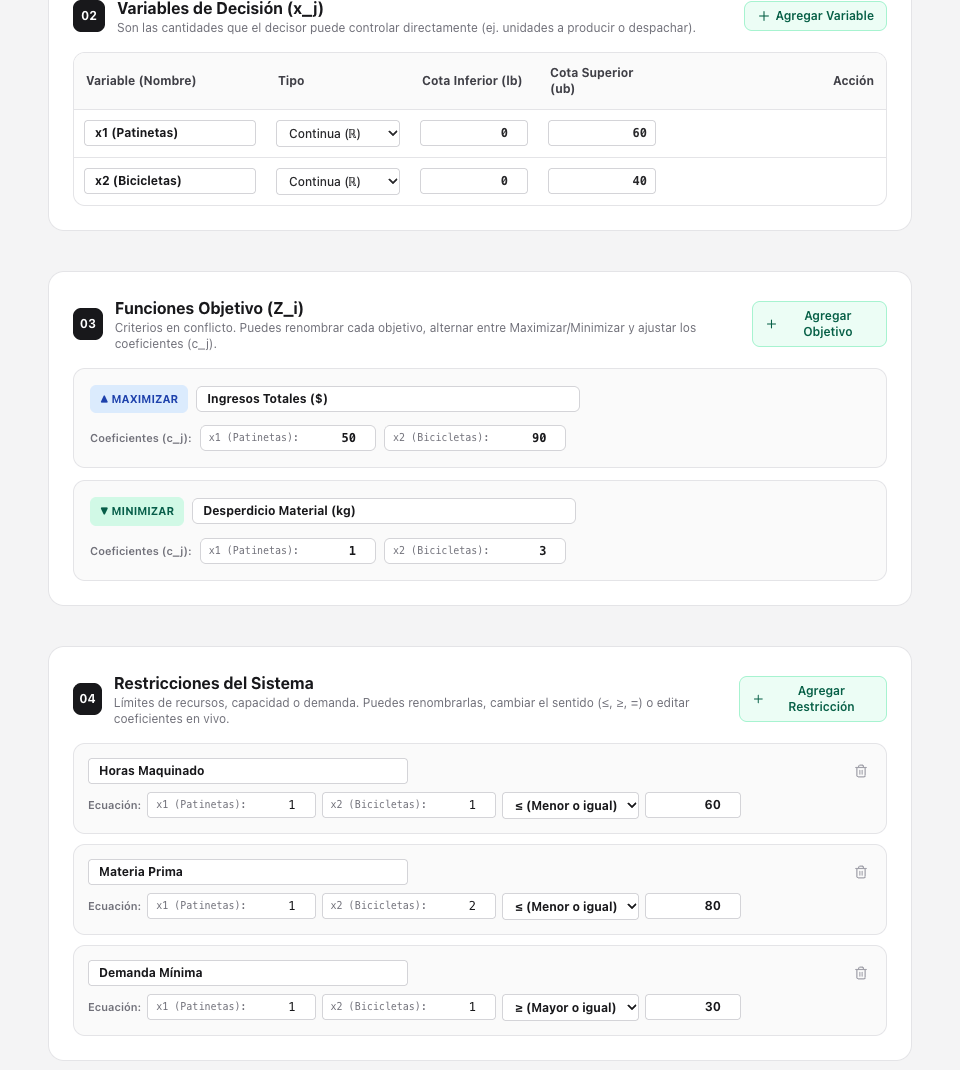 02
Variables de Decisión (x_j)
Son las cantidades que el decisor puede controlar directamente (ej. unidades a producir o despachar).
+ Agregar Variable
Variable (Nombre) Tipo Cota Inferior (lb) Cota Superior (ub) Acción
x1 (Patinetas) Continua (ℝ) 0 60
x2 (Bicicletas) Continua (ℝ) 0 40
03
Funciones Objetivo (Z_i)
Criterios en conflicto. Puedes renombrar cada objetivo, alternar entre Maximizar/Minimizar y ajustar los
coeficientes (c_j).
+ Agregar
Objetivo
▲ MAXIMIZAR Ingresos Totales ($)
Coeficientes (c_j): x1 (Patinetas): 50 x2 (Bicicletas): 90
▼ MINIMIZAR Desperdicio Material (kg)
Coeficientes (c_j): x1 (Patinetas): 1 x2 (Bicicletas): 3
04
Restricciones del Sistema
Límites de recursos, capacidad o demanda. Puedes renombrarlas, cambiar el sentido (≤, ≥, =) o editar
coeficientes en vivo.
+ Agregar
Restricción
Horas Maquinado
Ecuación: x1 (Patinetas): 1 x2 (Bicicletas): 1 ≤ (Menor o igual) 60
Materia Prima
Ecuación: x1 (Patinetas): 1 x2 (Bicicletas): 2 ≤ (Menor o igual) 80
Demanda Mínima
Ecuación: x1 (Patinetas): 1 x2 (Bicicletas): 1 ≥ (Mayor o igual) 30